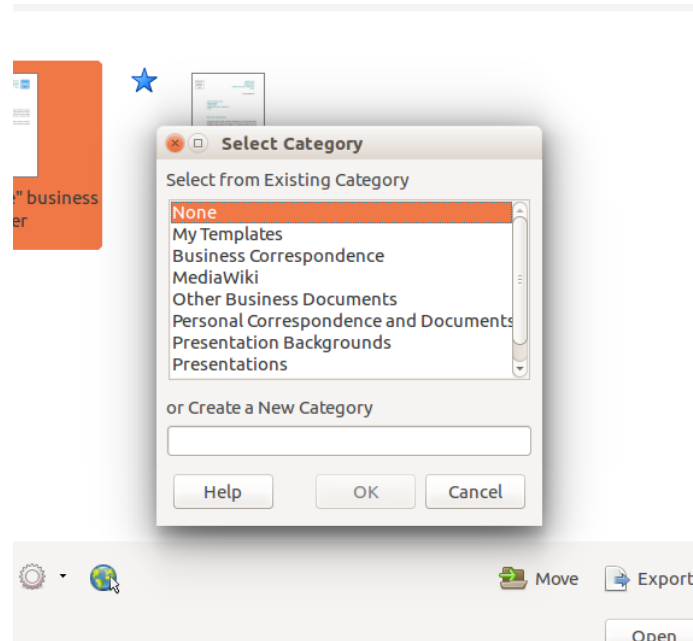 " business
er
Select Category
Select from Existing Category
None
My Templates
Business Correspondence
MediaWiki
Other Business Documents
Personal Correspondence and Documents
Presentation Backgrounds
Presentations
or Create a New Category
Help OK Cancel
Move Export
Open